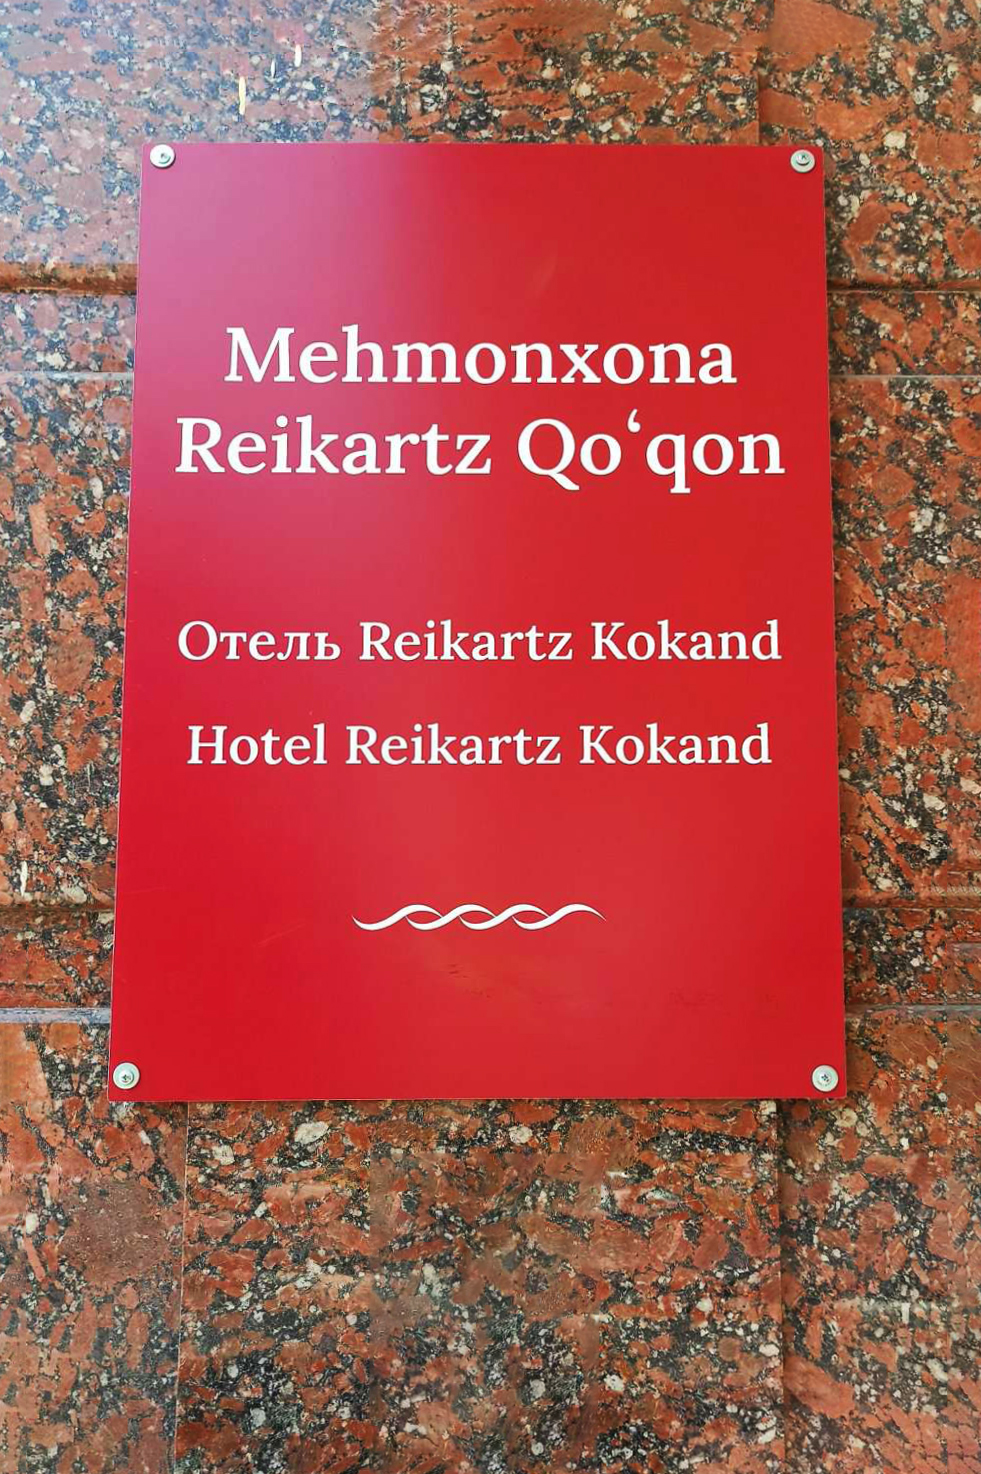 Mehmonxona
Reikartz Qoʻqon
Отель Reikartz Kokand
Hotel Reikartz Kokand